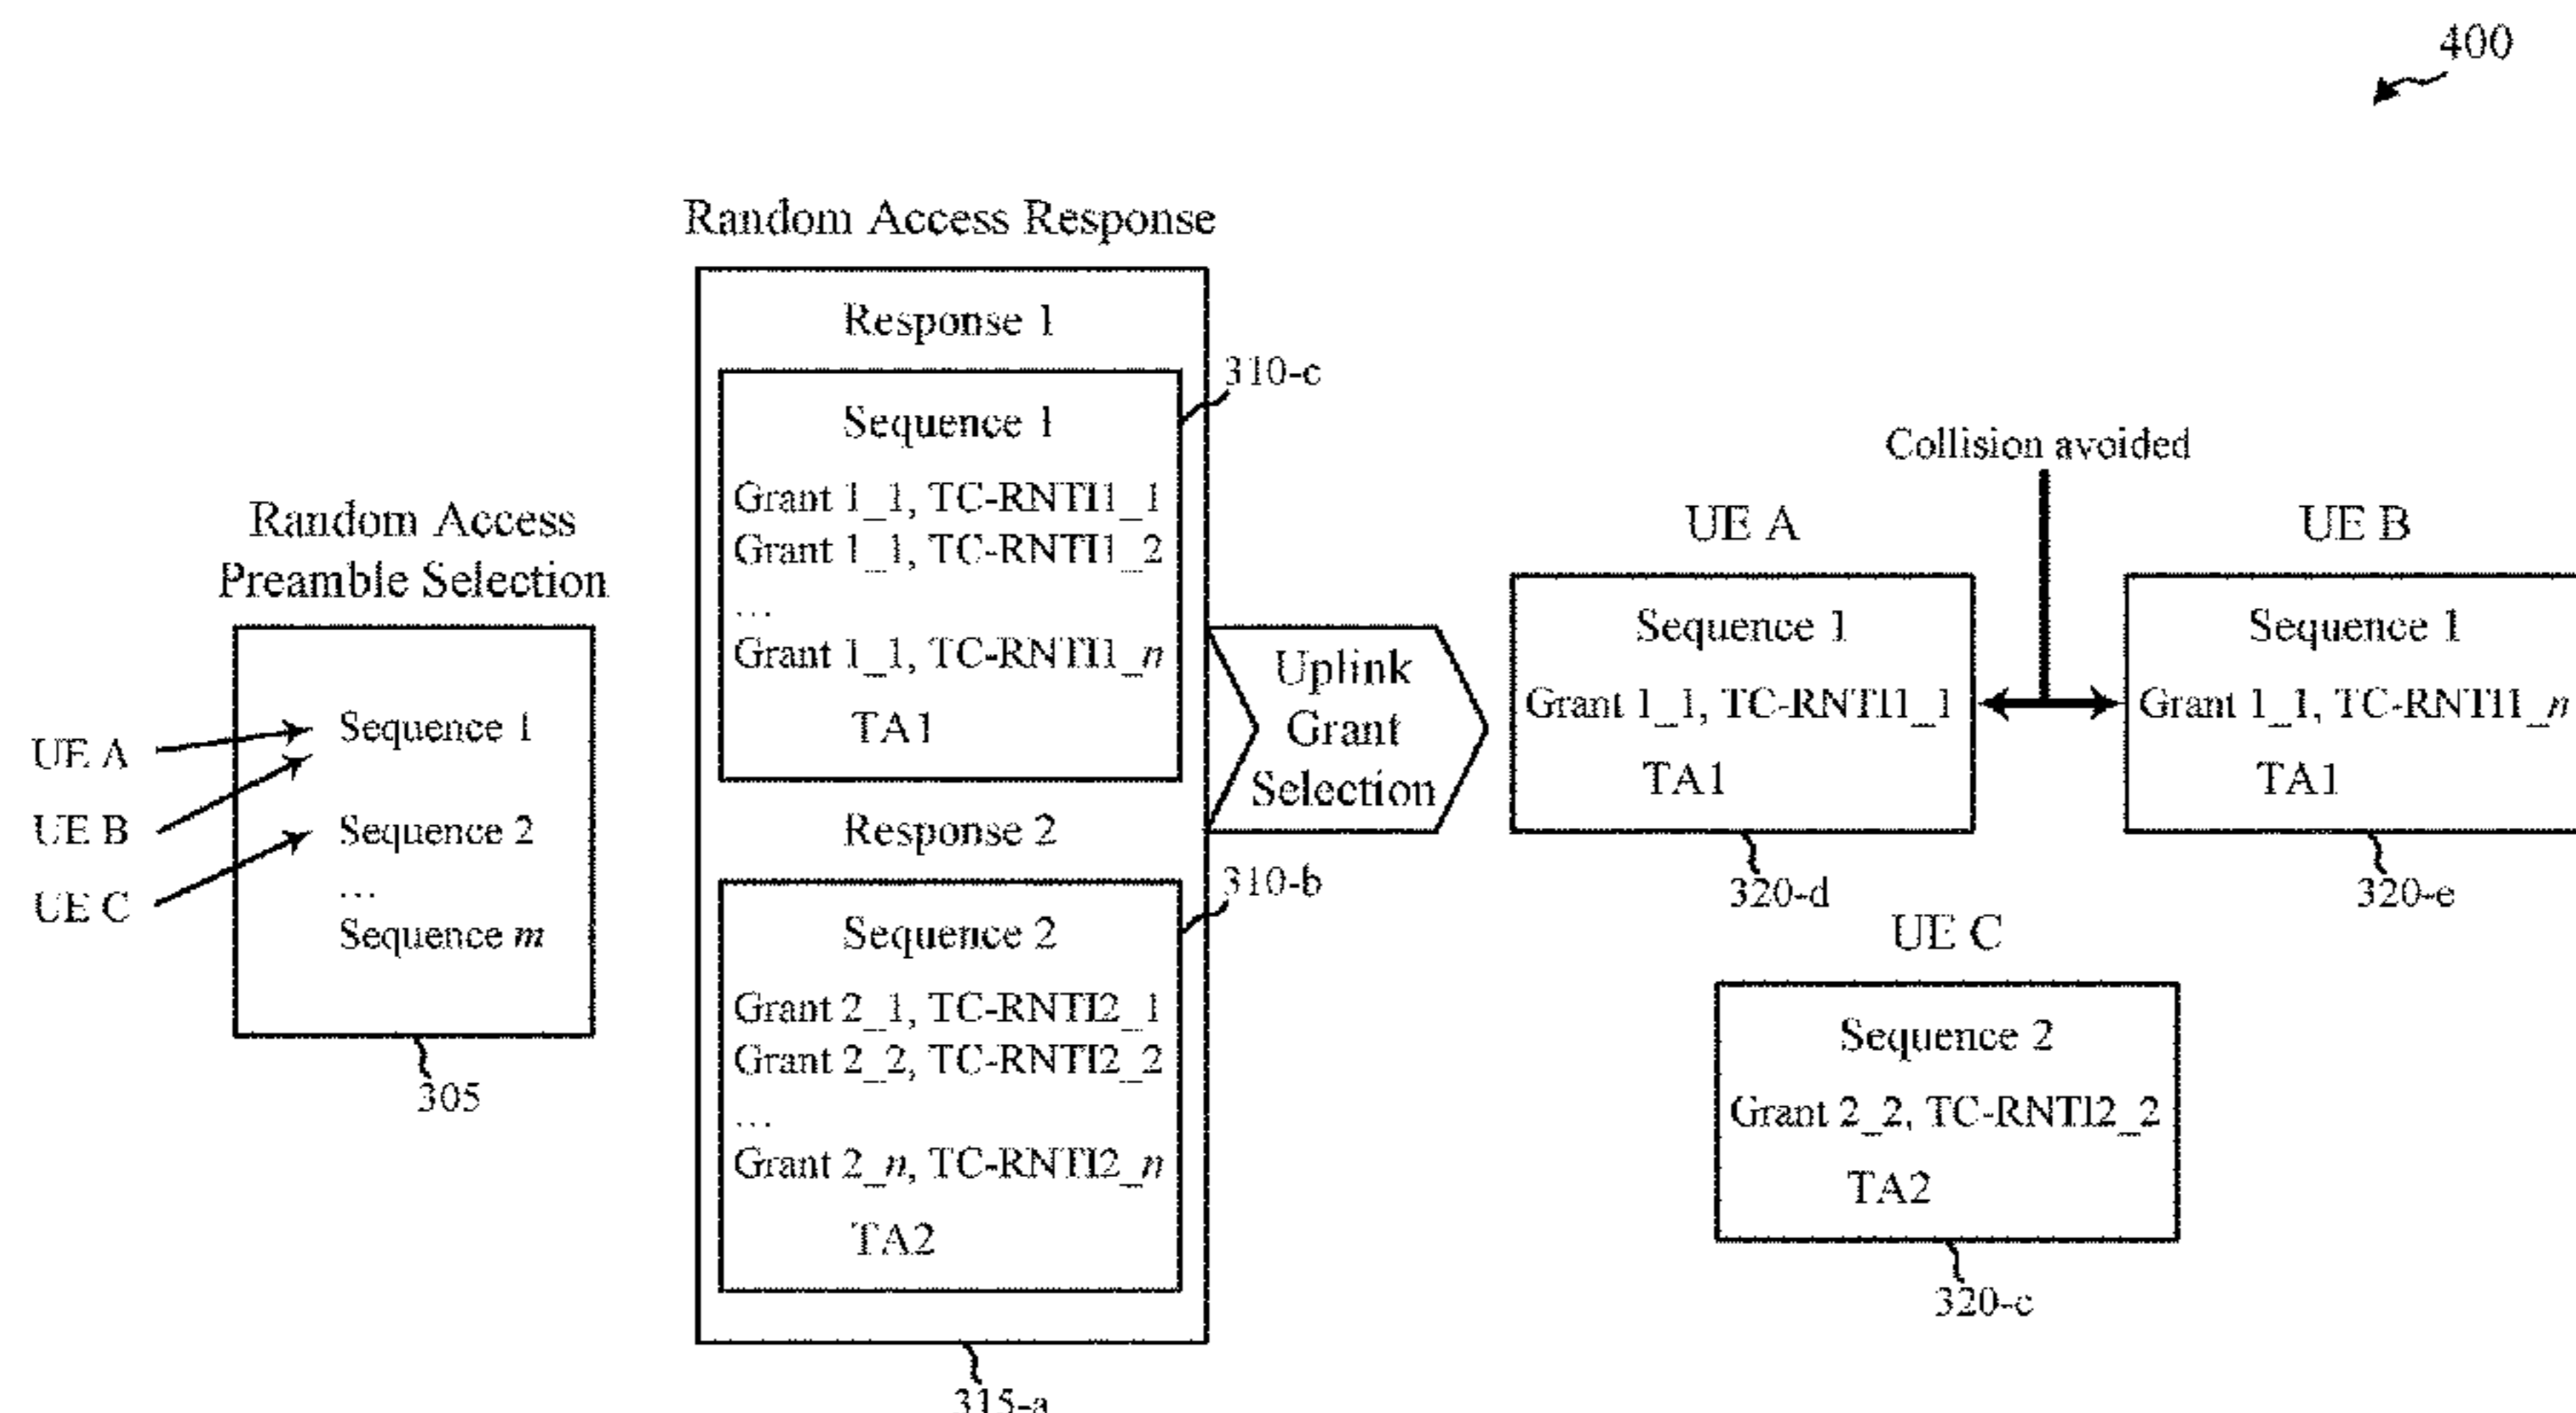 400
Random Access
Preamble Selection
UE A
UE B
UE C
Sequence 1
Sequence 2
...
Sequence m
305
Random Access Response
Response 1
310-c
Sequence 1
Grant 1_1, TC-RNTI1_1
Grant 1_1, TC-RNTI1_2
...
Grant 1_1, TC-RNTI1_n
TA1
Response 2
310-b
Sequence 2
Grant 2_1, TC-RNTI2_1
Grant 2_2, TC-RNTI2_2
...
Grant 2_n, TC-RNTI2_n
TA2
315-a
Uplink
Grant
Selection
Collision avoided
UE A
Sequence 1
Grant 1_1, TC-RNTI1_1
TA1
320-d
UE B
Sequence 1
Grant 1_1, TC-RNTI1_n
TA1
320-e
UE C
Sequence 2
Grant 2_2, TC-RNTI2_2
TA2
320-c